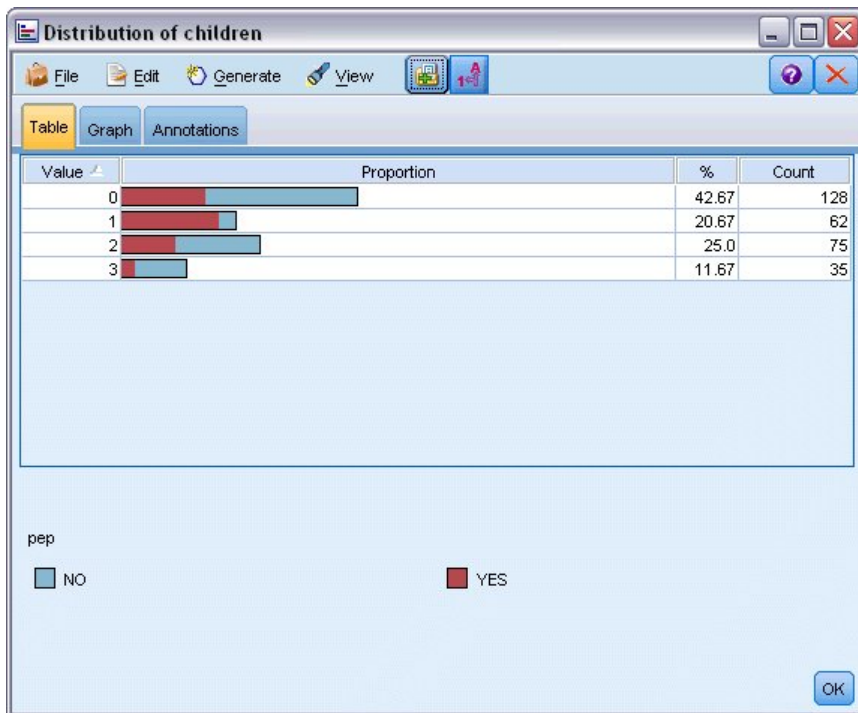 Distribution of children
File Edit Generate View
Table Graph Annotations
Value Proportion % Count
0 42.67 128
1 20.67 62
2 25.0 75
3 11.67 35
pep
NO YES
OK